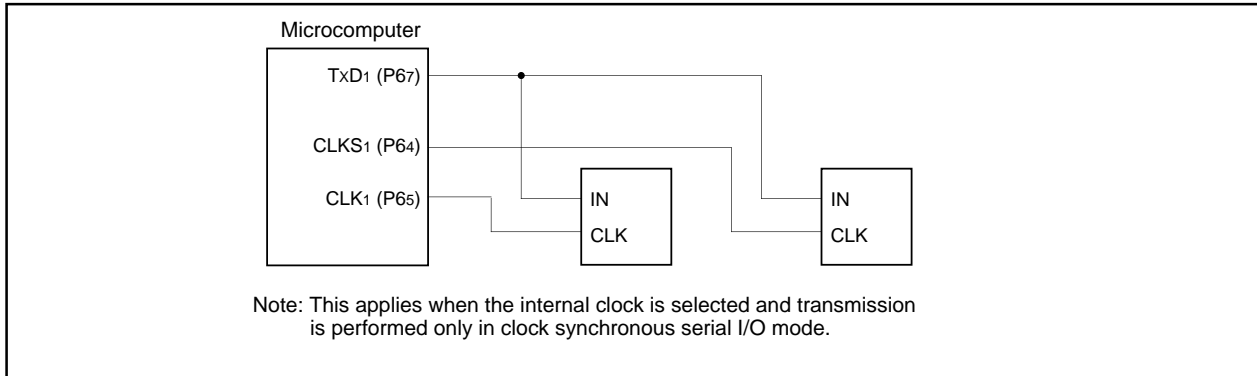 Microcomputer
TxD1 (P67)
CLKS1 (P64)
CLK1 (P65)
IN
CLK
IN
CLK
Note: This applies when the internal clock is selected and transmission
is performed only in clock synchronous serial I/O mode.